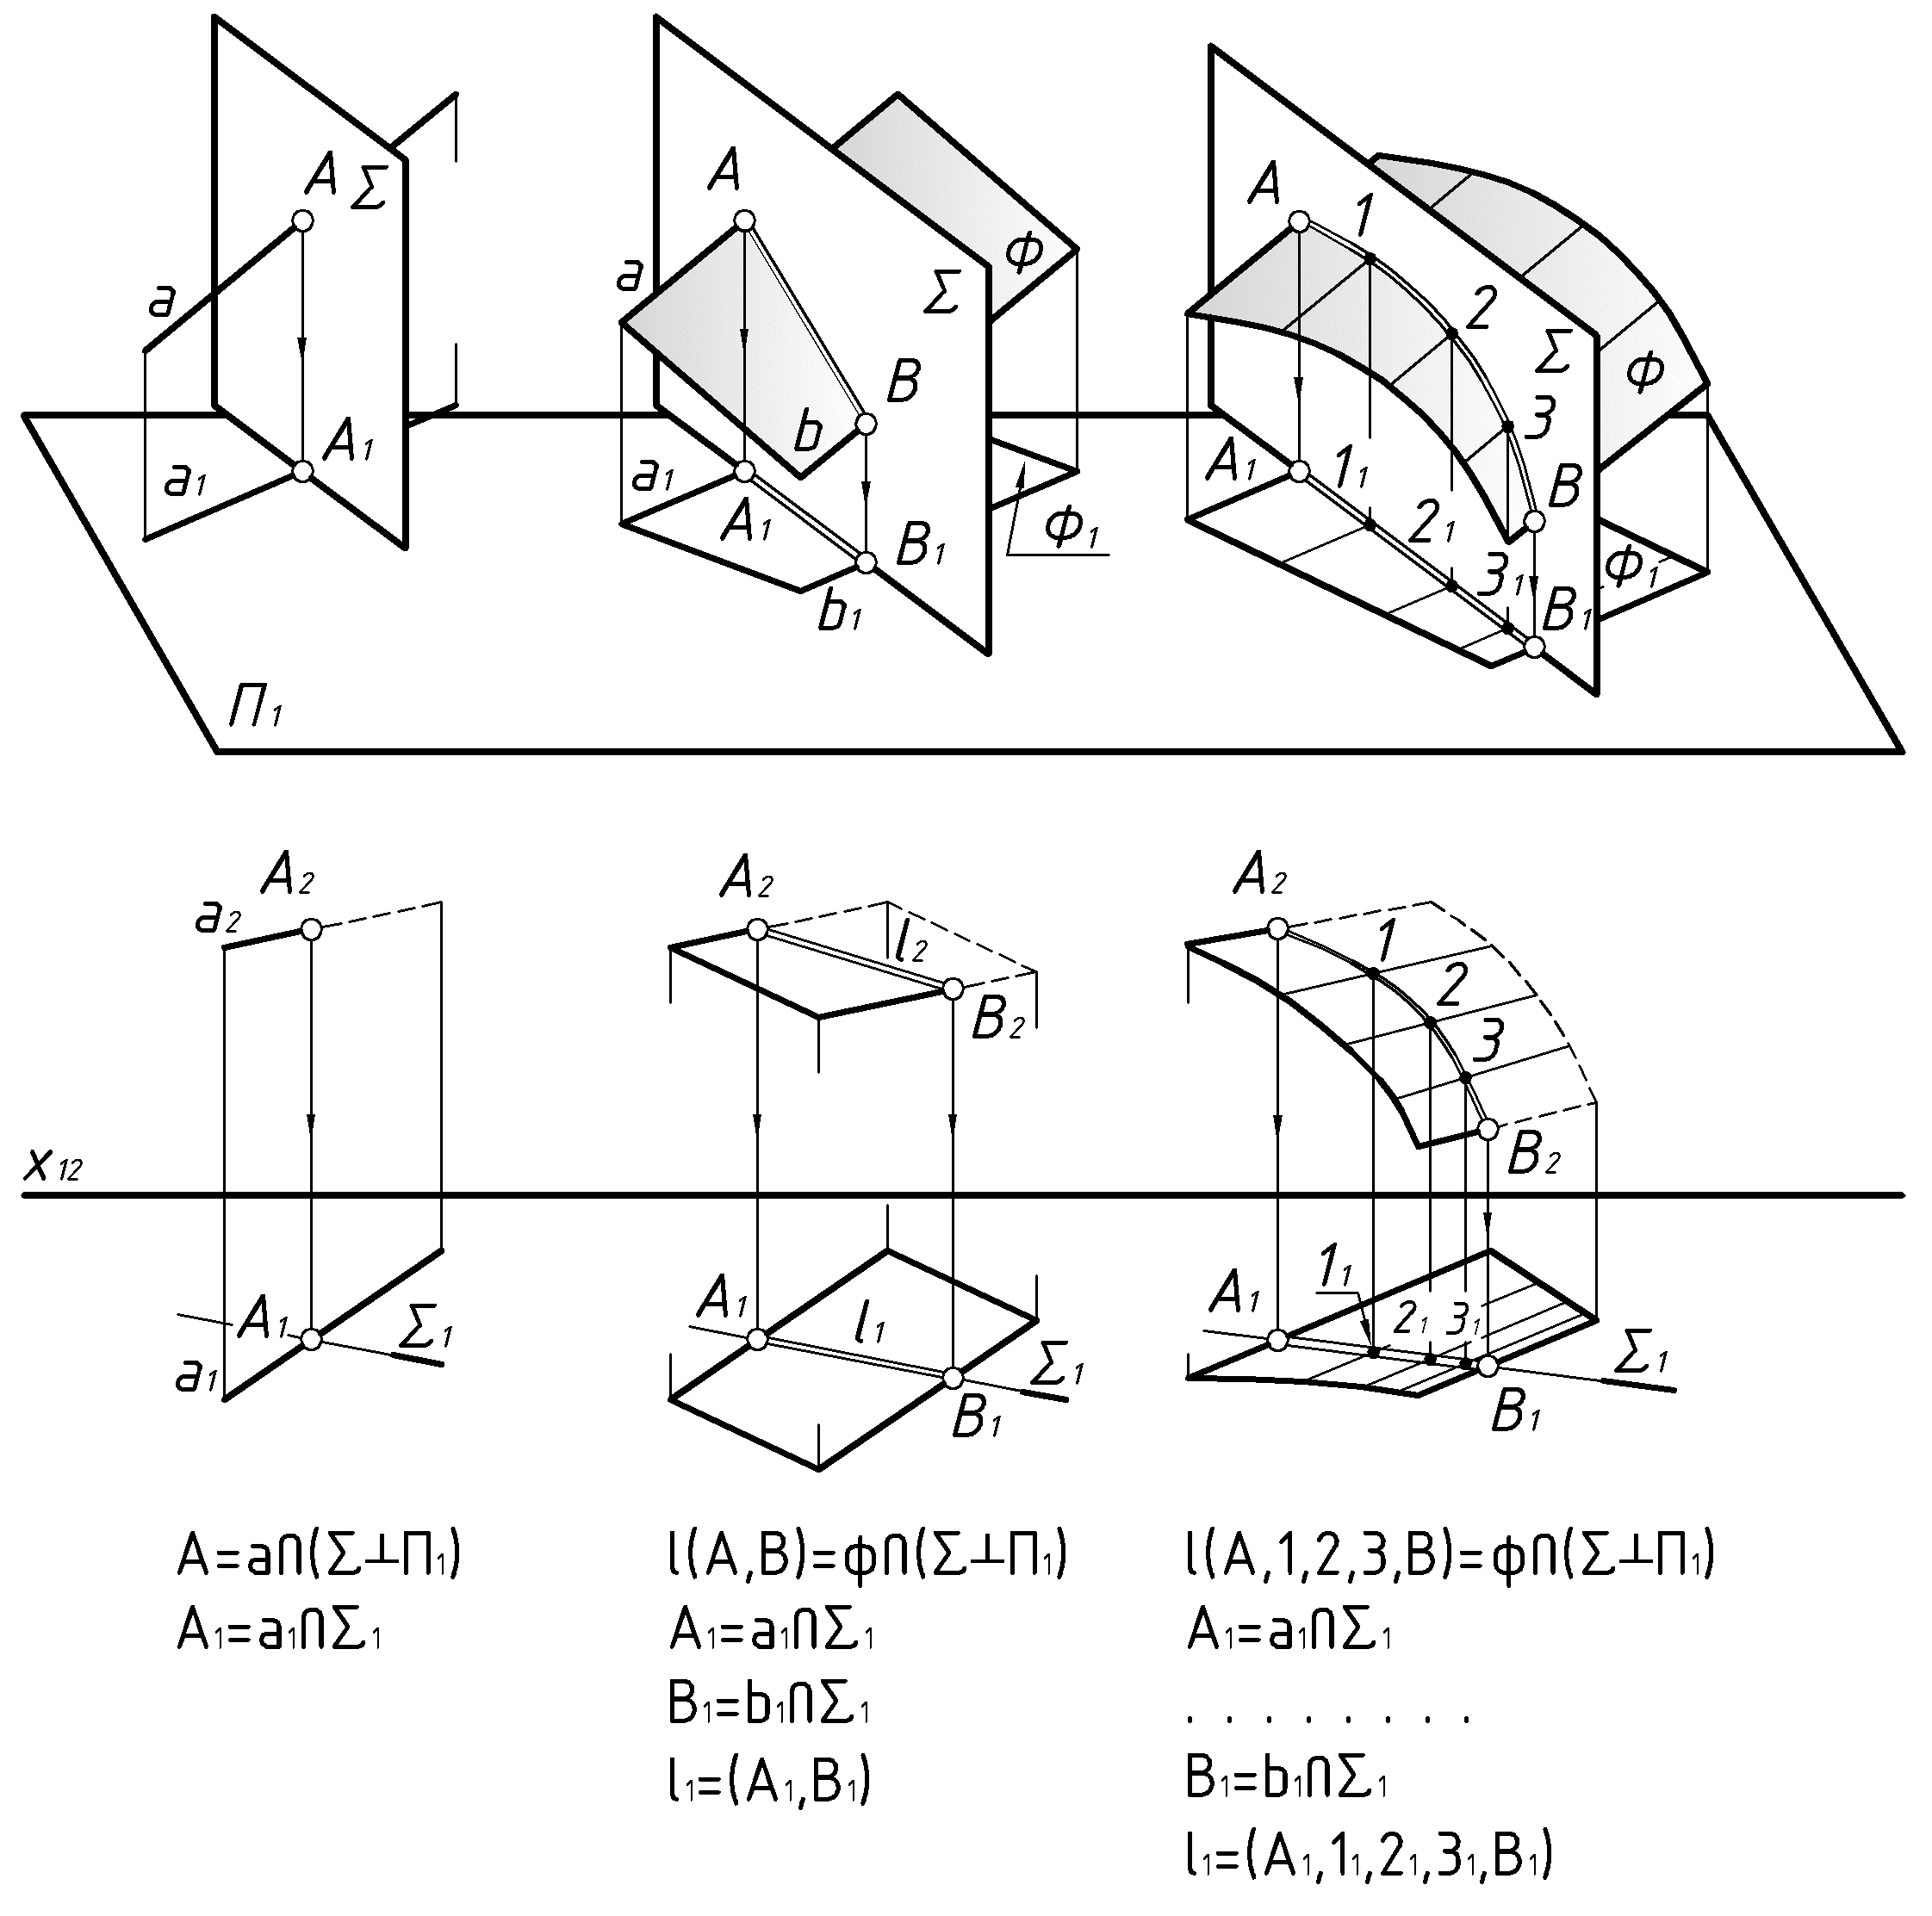 A Σ
a
A₁
a₁
A
Φ
a
Σ
B
b
a₁
A₁
B₁
Φ₁
b₁
A 1
2
Σ
Φ
3
A₁ 1₁
B
2₁
3₁ Φ₁
B₁
П₁
A₂
a₂
A₂
l₂
B₂
A₂
1
2
3
B₂
x₁₂
A₁
Σ₁
a₁
A₁
l₁
Σ₁
B₁
1₁
A₁
2₁ 3₁
Σ₁
B₁
A=a∩(Σ⊥П₁)
A₁=a₁∩Σ₁
l(A,B)=ϕ∩(Σ⊥П₁)
A₁=a₁∩Σ₁
B₁=b₁∩Σ₁
l₁=(A₁,B₁)
l(A,1,2,3,B)=ϕ∩(Σ⊥П₁)
A₁=a₁∩Σ₁
. . . . . . . .
B₁=b₁∩Σ₁
l₁=(A₁,1₁,2₁,3₁,B₁)